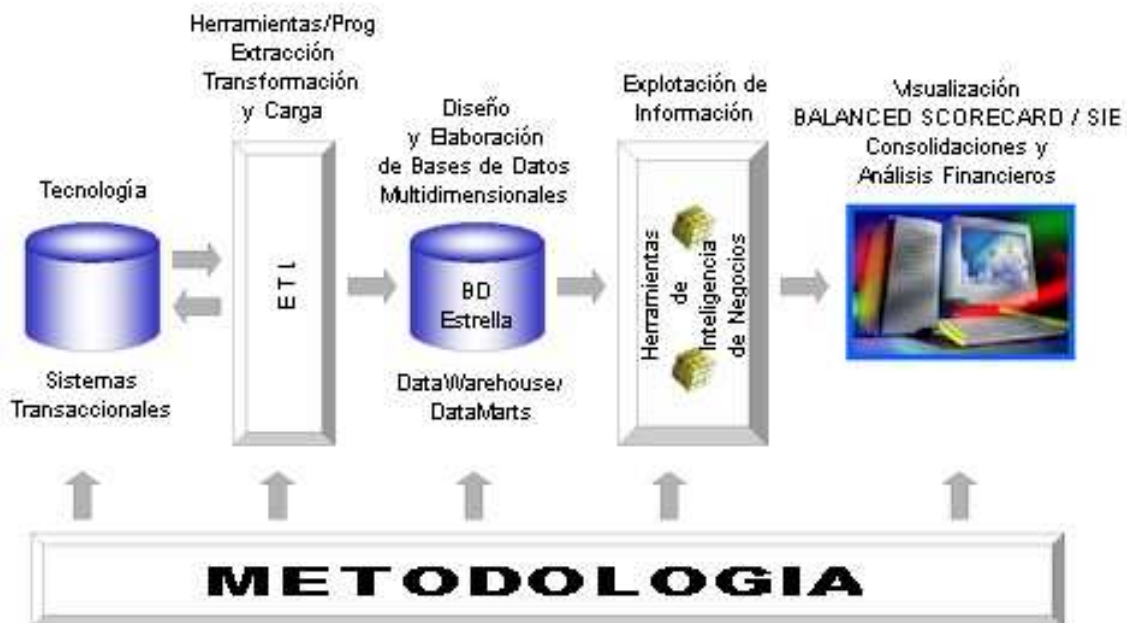 Herramientas/Prog
Extracción
Transformación
y Carga
Diseño
y Elaboración
de Bases de Datos
Multidimensionales
Explotación de
Información
Visualización
BALANCED SCORECARD / SIE
Consolidaciones y
Análisis Financieros
Tecnología
ETL
BD
Estrella
Herramientas
de
Inteligencia
de Negocios
Sistemas
Transaccionales
DataWarehouse/
DataMarts
METODOLOGIA